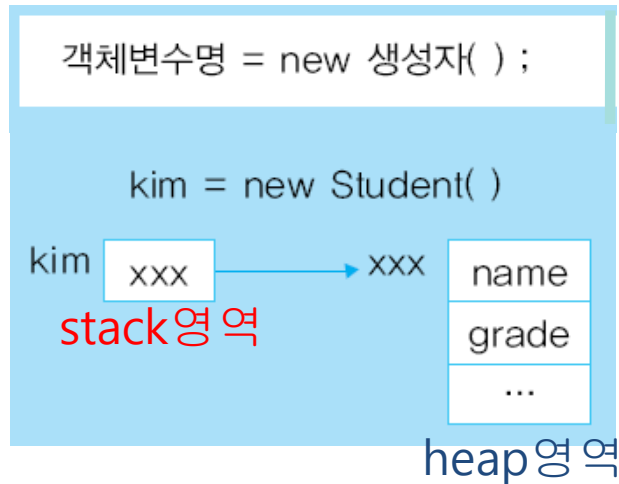 객체변수명 = new 생성자( ) ;
kim = new Student( )
kim xxx xxx name
stack영역 grade
...
heap영역